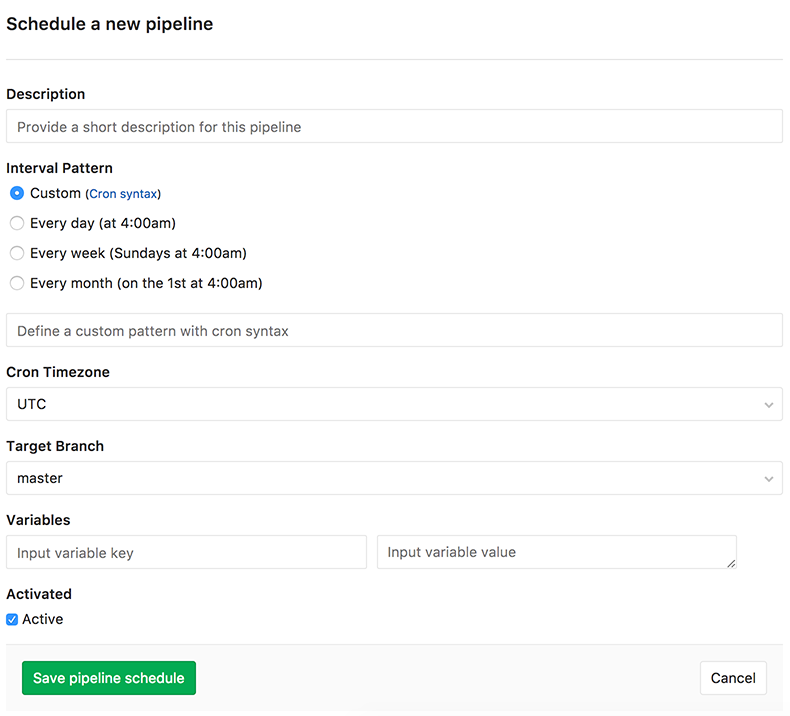 Schedule a new pipeline
Description
Provide a short description for this pipeline
Interval Pattern
Custom (Cron syntax)
Every day (at 4:00am)
Every week (Sundays at 4:00am)
Every month (on the 1st at 4:00am)
Define a custom pattern with cron syntax
Cron Timezone
UTC
Target Branch
master
Variables
Input variable key Input variable value
Activated
Active
Save pipeline schedule Cancel